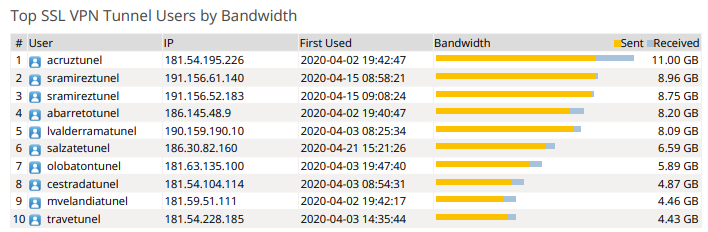 Top SSL VPN Tunnel Users by Bandwidth
# User IP First Used Bandwidth Sent Received
1 acruztunel 181.54.195.226 2020-04-02 19:42:47 11.00 GB
2 sramireztunel 191.156.61.140 2020-04-15 08:58:21 8.96 GB
3 sramireztunel 191.156.52.183 2020-04-15 09:08:24 8.75 GB
4 abarretotunel 186.145.48.9 2020-04-02 19:40:47 8.20 GB
5 lvalderramatunel 190.159.190.10 2020-04-03 08:25:34 8.09 GB
6 salzatetunel 186.30.82.160 2020-04-21 15:21:26 6.59 GB
7 olobatontunel 181.63.135.100 2020-04-03 19:47:40 5.89 GB
8 cestradatunel 181.54.104.114 2020-04-03 08:54:31 4.87 GB
9 mvelandiatunel 181.59.51.111 2020-04-02 19:42:17 4.46 GB
10 travetunel 181.54.228.185 2020-04-03 14:35:44 4.43 GB